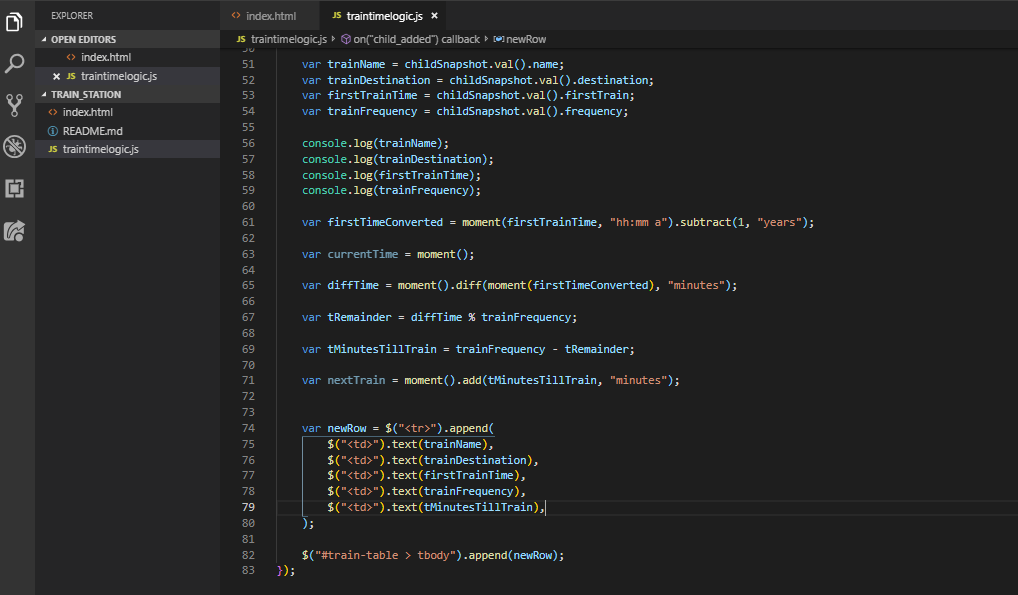 EXPLORER
OPEN EDITORS
<> index.html
× JS traintimelogic.js
TRAIN_STATION
<> index.html
README.md
JS traintimelogic.js
<> index.html JS traintimelogic.js ×
JS traintimelogic.js › on("child_added") callback › newRow
50
51 var trainName = childSnapshot.val().name;
52 var trainDestination = childSnapshot.val().destination;
53 var firstTrainTime = childSnapshot.val().firstTrain;
54 var trainFrequency = childSnapshot.val().frequency;
55
56 console.log(trainName);
57 console.log(trainDestination);
58 console.log(firstTrainTime);
59 console.log(trainFrequency);
60
61 var firstTimeConverted = moment(firstTrainTime, "hh:mm a").subtract(1, "years");
62
63 var currentTime = moment();
64
65 var diffTime = moment().diff(moment(firstTimeConverted), "minutes");
66
67 var tRemainder = diffTime % trainFrequency;
68
69 var tMinutesTillTrain = trainFrequency - tRemainder;
70
71 var nextTrain = moment().add(tMinutesTillTrain, "minutes");
72
73
74 var newRow = $("<tr>").append(
75 $("<td>").text(trainName),
76 $("<td>").text(trainDestination),
77 $("<td>").text(firstTrainTime),
78 $("<td>").text(trainFrequency),
79 $("<td>").text(tMinutesTillTrain),
80 );
81
82 $("#train-table > tbody").append(newRow);
83 });